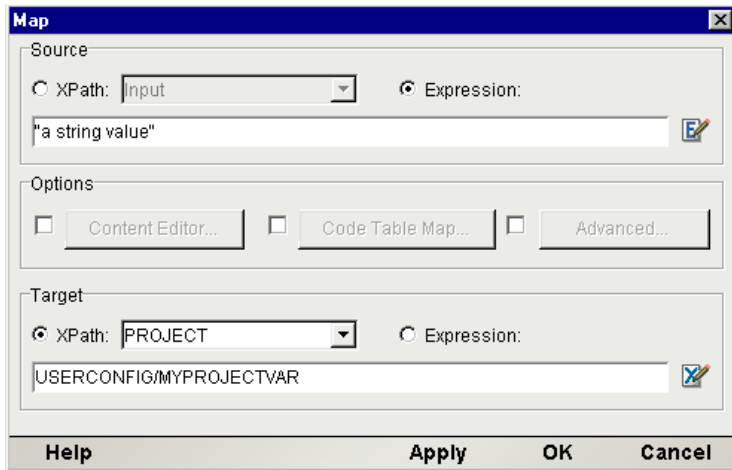 Map
Source
XPath: Input Expression:
"a string value"
Options
Content Editor... Code Table Map... Advanced...
Target
XPath: PROJECT Expression:
USERCONFIG/MYPROJECTVAR
Help Apply OK Cancel